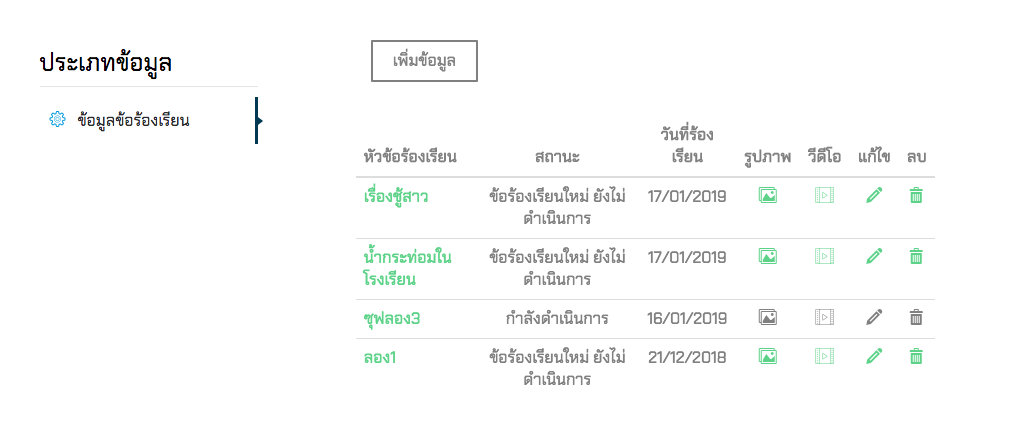 ประเภทข้อมูล
ข้อมูลข้อร้องเรียน
เพิ่มข้อมูล
หัวข้อร้องเรียน สถานะ วันที่ร้อง
เรียน รูปภาพ วีดีโอ แก้ไข ลบ
เรื่องชู้สาว ข้อร้องเรียนใหม่ ยังไม่ 17/01/2019
ดำเนินการ
น้ำกระท่อมใน ข้อร้องเรียนใหม่ ยังไม่ 17/01/2019
โรงเรียน ดำเนินการ
ซุฟลอง3 กำลังดำเนินการ 16/01/2019
ลอง1 ข้อร้องเรียนใหม่ ยังไม่ 21/12/2018
ดำเนินการ